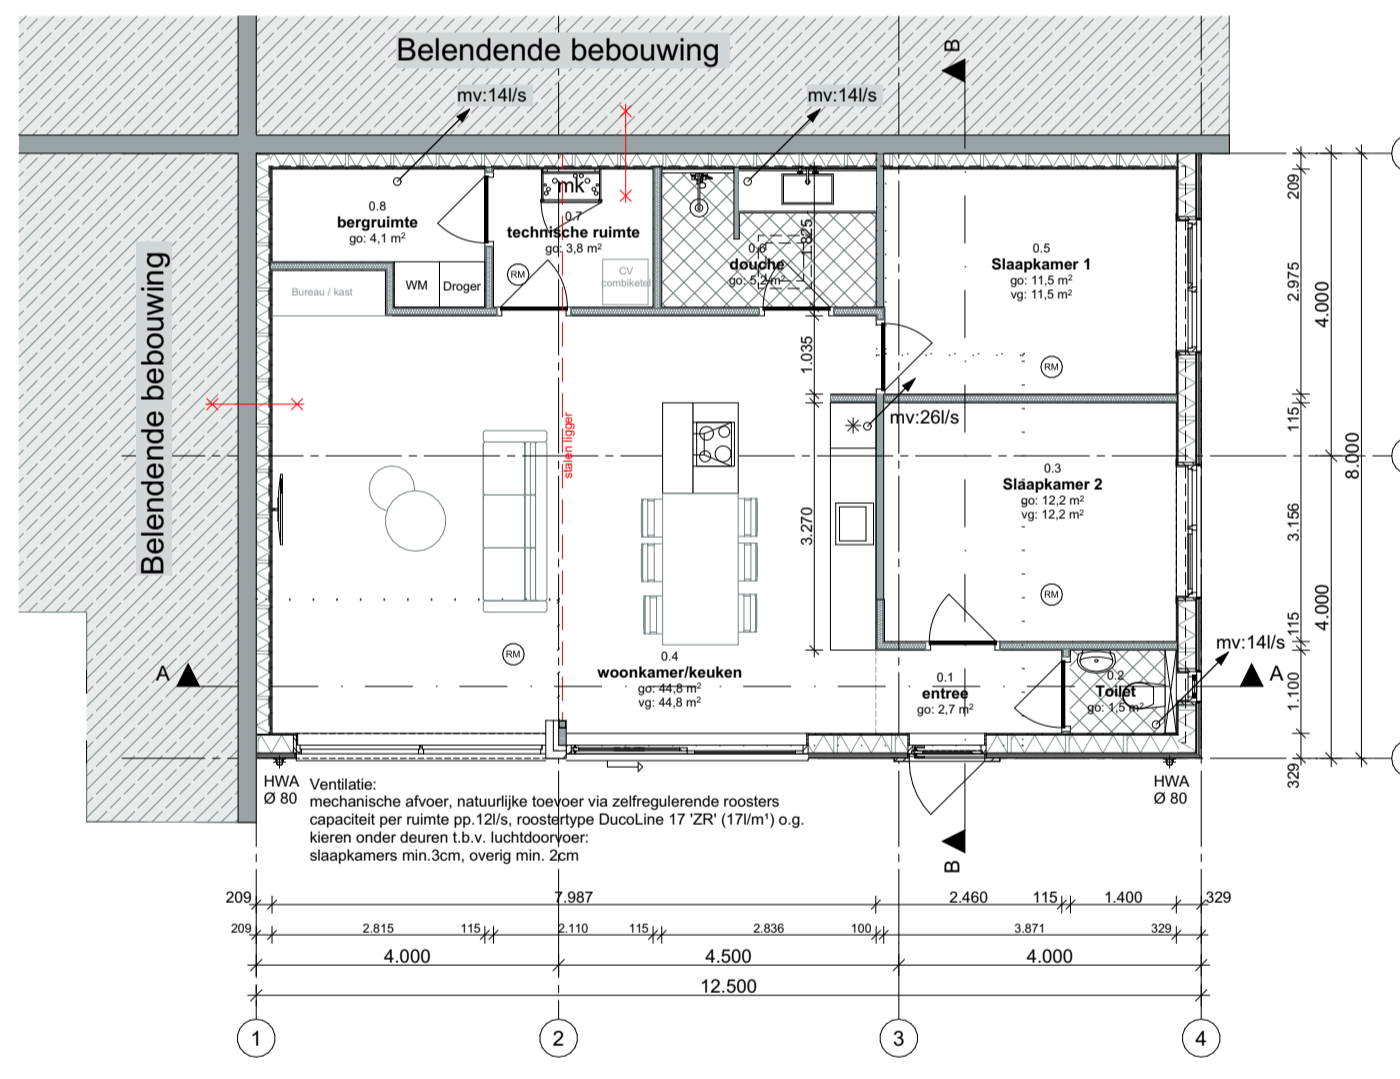 Belendende bebouwing
B
mv:14l/s
mv:14l/s
0.8
bergruimte
go: 4,1 m²
mk
0.7
technische ruimte
go: 3,8 m²
RM
CV
combiketel
WM
Droger
Bureau / kast
0.6
douche
go: 5,2 m²
1.825
0.5
Slaapkamer 1
go: 11,5 m²
vg: 11,5 m²
RM
209
2.975
4.000
Belendende bebouwing
1.035
mv:26l/s
115
stalen ligger
3.270
0.3
Slaapkamer 2
go: 12,2 m²
vg: 12,2 m²
RM
8.000
3.156
4.000
115
RM
0.4
woonkamer/keuken
go: 44,8 m²
vg: 44,8 m²
0.1
entree
go: 2,7 m²
0.2
Toilet
go: 1,5 m²
mv:14l/s
A
A
1.100
329
HWA
Ø 80
Ventilatie:
mechanische afvoer, natuurlijke toevoer via zelfregulerende roosters
capaciteit per ruimte pp.12l/s, roostertype DucoLine 17 'ZR' (17l/m¹) o.g.
kieren onder deuren t.b.v. luchtdoorvoer:
slaapkamers min.3cm, overig min. 2cm
HWA
Ø 80
B
209 7.987 2.460 115 1.400 329
209 2.815 115 2.110 115 2.836 100 3.871 329
4.000 4.500 4.000
12.500
1 2 3 4